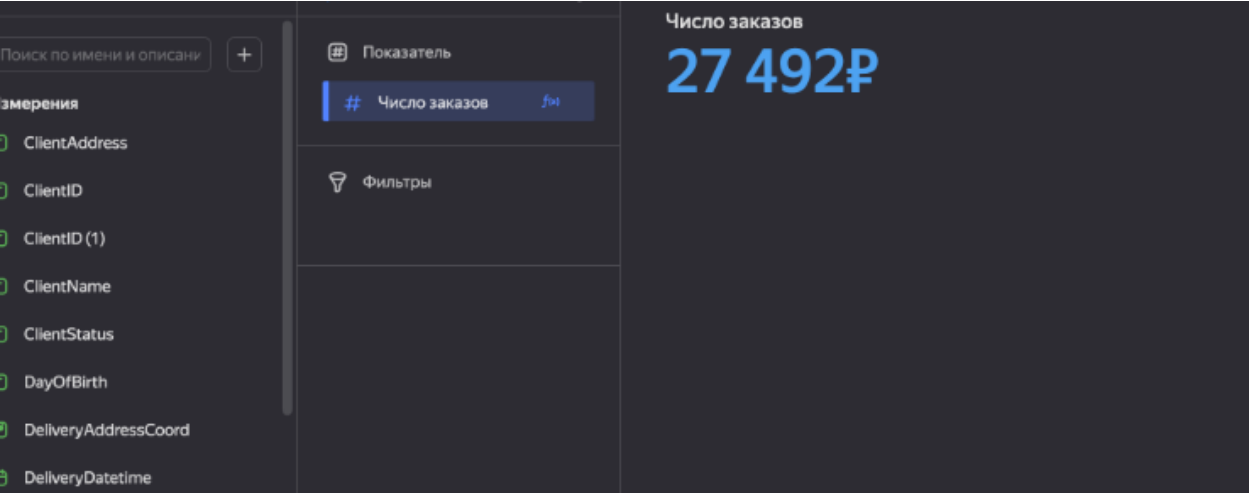 Поиск по имени и описани
+
змерения
ClientAddress
ClientID
ClientID (1)
ClientName
ClientStatus
DayOfBirth
DeliveryAddressCoord
DeliveryDatetime
# Показатель
# Число заказов f(x)
Фильтры
Число заказов
27 492₽